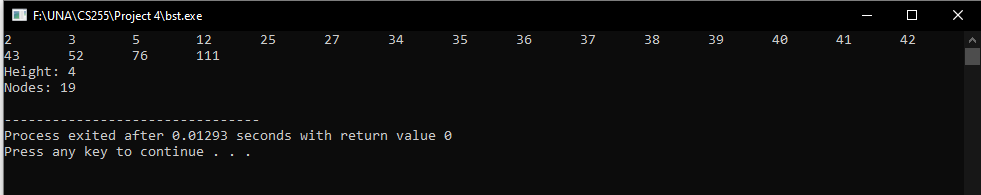 F:\UNA\CS255\Project 4\bst.exe
2 3 5 12 25 27 34 35 36 37 38 39 40 41 42
43 52 76 111
Height: 4
Nodes: 19
--------------------------------
Process exited after 0.01293 seconds with return value 0
Press any key to continue . . .